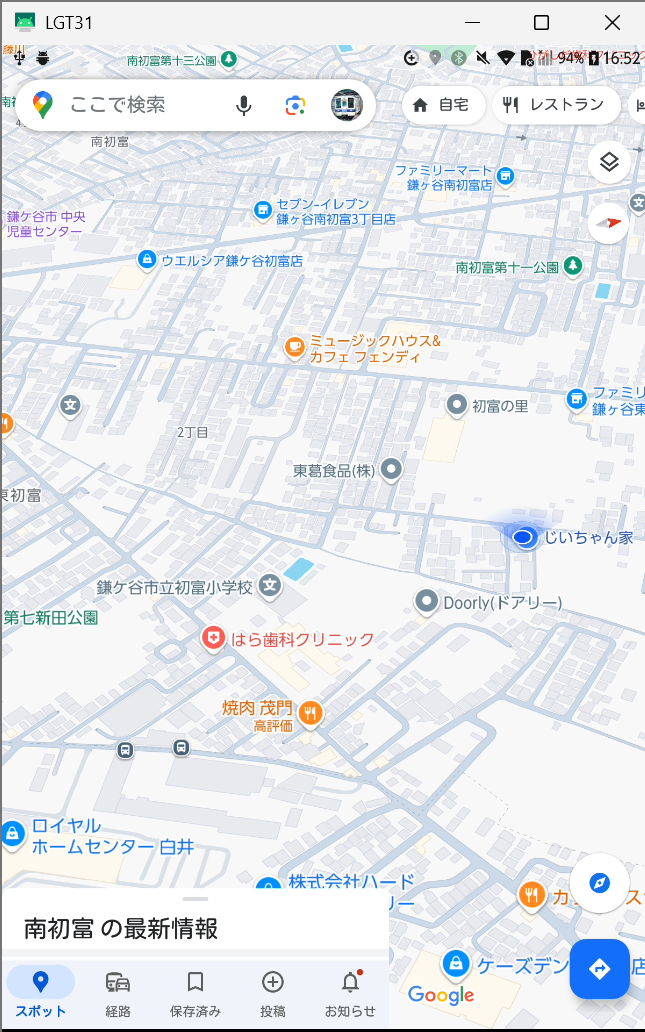 LGT31
南初富第十三公園
94%
16:52
ここで検索
自宅
レストラン
南初富
ファミリーマート
鎌ヶ谷南初富店
セブン-イレブン
鎌ヶ谷南初富3丁目店
鎌ケ谷市 中央
児童センター
ウエルシア鎌ケ谷初富店
南初富第十一公園
ミュージックハウス&
カフェ フェンディ
ファミリ
鎌ヶ谷東
初富の里
2丁目
東葛食品(株)
東初富
じいちゃん家
鎌ケ谷市立初富小学校
Doorly(ドアリー)
第七新田公園
はら歯科クリニック
焼肉 茂門
高評価
ロイヤル
ホームセンター 白井
株式会社ハード
リー
南初富 の最新情報
ケーズデン
店
Google
スポット
経路
保存済み
投稿
お知らせ